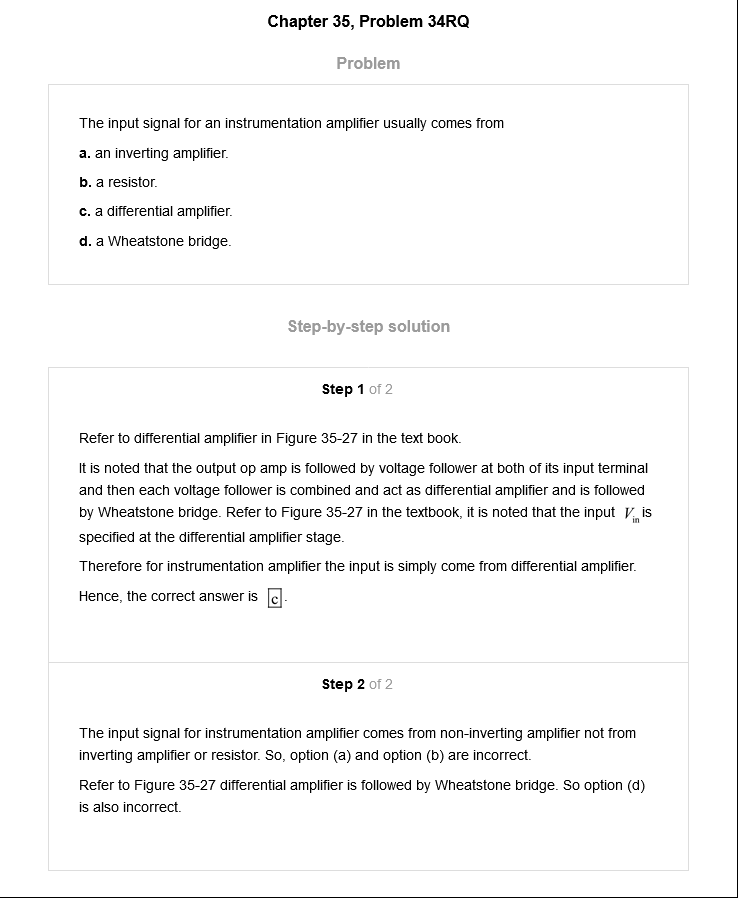 Chapter 35, Problem 34RQ
Problem
The input signal for an instrumentation amplifier usually comes from
a. an inverting amplifier.
b. a resistor.
c. a differential amplifier.
d. a Wheatstone bridge.
Step-by-step solution
Step 1 of 2
Refer to differential amplifier in Figure 35-27 in the text book.
It is noted that the output op amp is followed by voltage follower at both of its input terminal
and then each voltage follower is combined and act as differential amplifier and is followed
by Wheatstone bridge. Refer to Figure 35-27 in the textbook, it is noted that the input V_in is
specified at the differential amplifier stage.
Therefore for instrumentation amplifier the input is simply come from differential amplifier.
Hence, the correct answer is c.
Step 2 of 2
The input signal for instrumentation amplifier comes from non-inverting amplifier not from
inverting amplifier or resistor. So, option (a) and option (b) are incorrect.
Refer to Figure 35-27 differential amplifier is followed by Wheatstone bridge. So option (d)
is also incorrect.